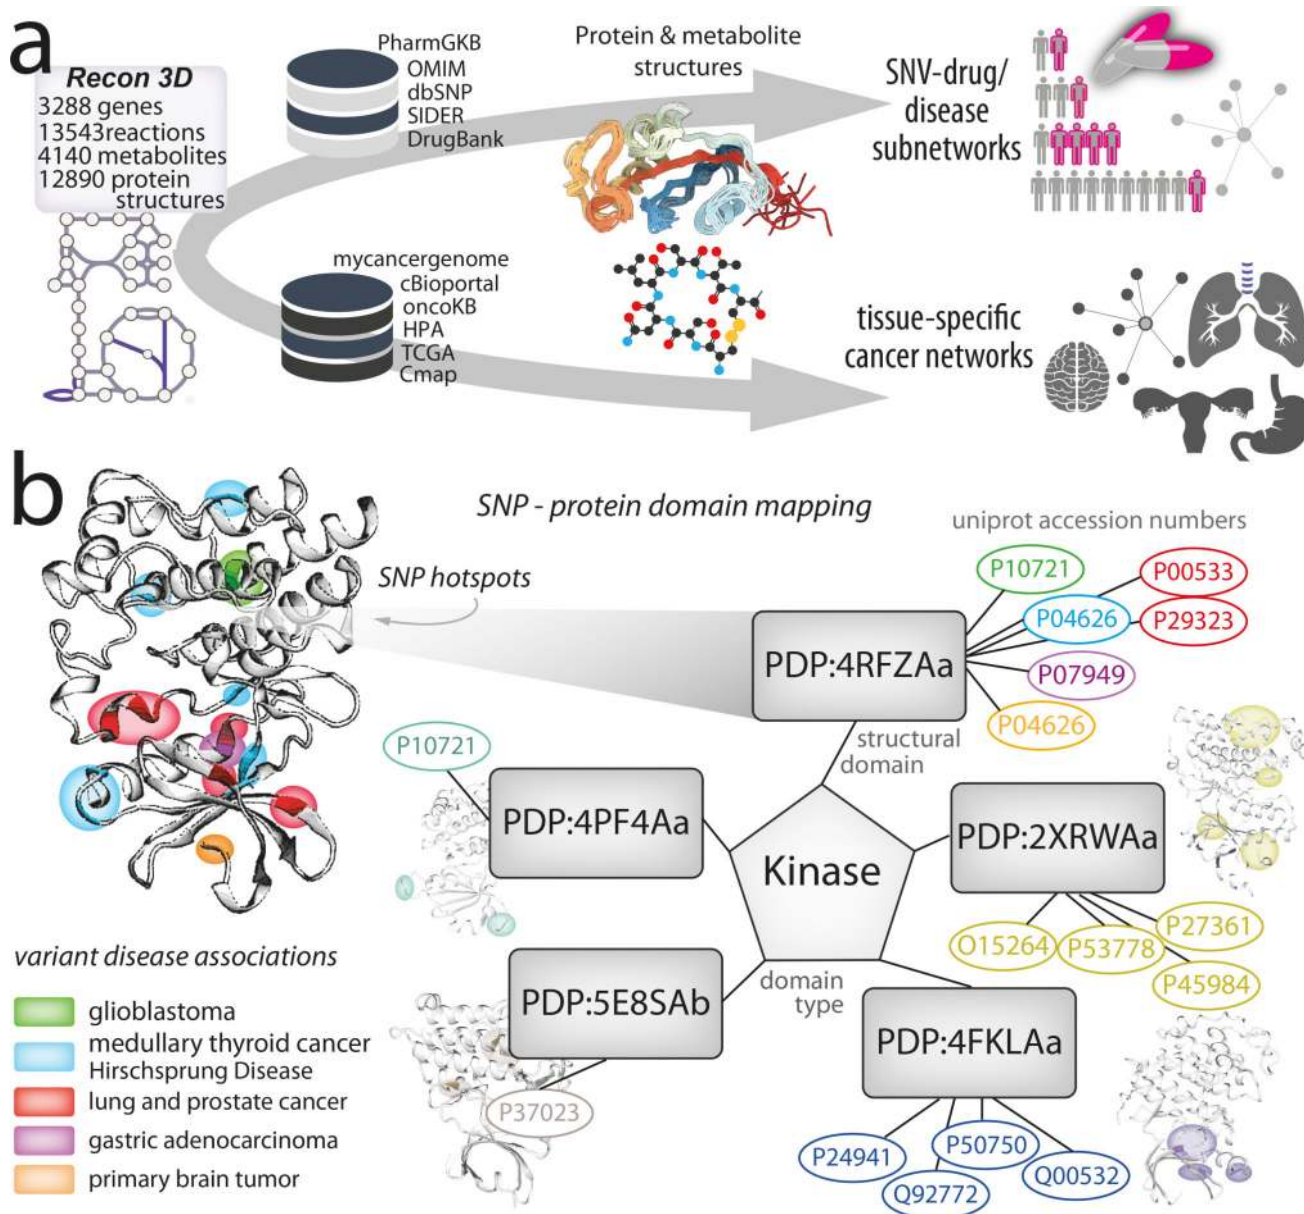 a
Recon 3D
3288 genes
13543reactions
4140 metabolites
12890 protein
structures
PharmGKB
OMIM
dbSNP
SIDER
DrugBank
Protein & metabolite
structures
SNV-drug/
disease
subnetworks
mycancergenome
cBioportal
oncoKB
HPA
TCGA
Cmap
tissue-specific
cancer networks
b
SNP - protein domain mapping
uniprot accession numbers
SNP hotspots
P10721
P00533
P04626
P29323
PDP:4RFZAa
P07949
P04626
structural
domain
P10721
PDP:4PF4Aa
PDP:2XRWAa
Kinase
O15264
P53778
P27361
P45984
PDP:5E8SAb
domain
type
PDP:4FKLAa
P37023
P24941
P50750
Q92772
Q00532
variant disease associations
glioblastoma
medullary thyroid cancer
Hirschsprung Disease
lung and prostate cancer
gastric adenocarcinoma
primary brain tumor